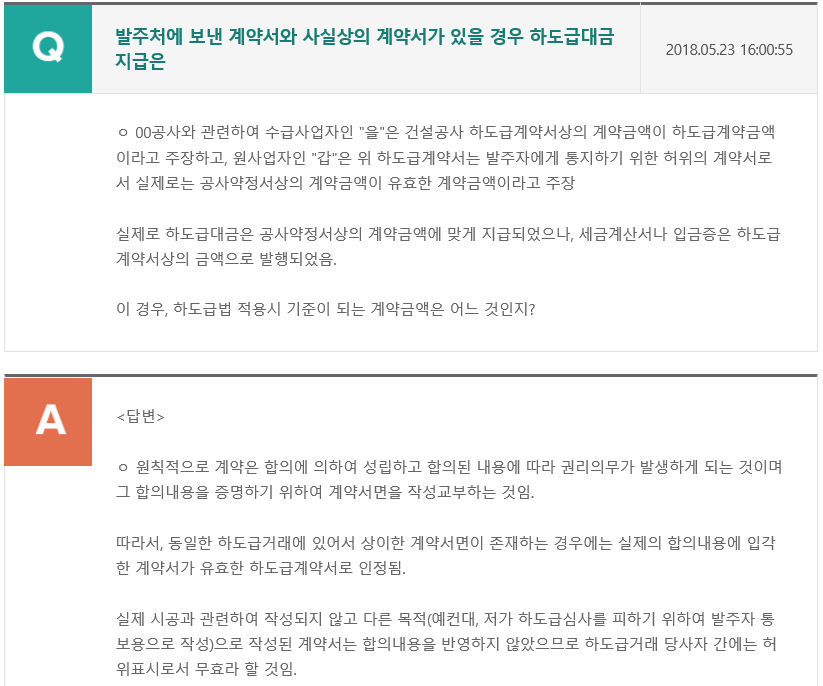 Q
발주처에 보낸 계약서와 사실상의 계약서가 있을 경우 하도급대금
지급은
2018.05.23 16:00:55
ㅇ 00공사와 관련하여 수급사업자인 "을"은 건설공사 하도급계약서상의 계약금액이 하도급계약금액
이라고 주장하고, 원사업자인 "갑"은 위 하도급계약서는 발주자에게 통지하기 위한 허위의 계약서로
서 실제로는 공사약정서상의 계약금액이 유효한 계약금액이라고 주장
실제로 하도급대금은 공사약정서상의 계약금액에 맞게 지급되었으나, 세금계산서나 입금증은 하도급
계약서상의 금액으로 발행되었음.
이 경우, 하도급법 적용시 기준이 되는 계약금액은 어느 것인지?
A
<답변>
ㅇ 원칙적으로 계약은 합의에 의하여 성립하고 합의된 내용에 따라 권리의무가 발생하게 되는 것이며
그 합의내용을 증명하기 위하여 계약서면을 작성교부하는 것임.
따라서, 동일한 하도급거래에 있어서 상이한 계약서면이 존재하는 경우에는 실제의 합의내용에 입각
한 계약서가 유효한 하도급계약서로 인정됨.
실제 시공과 관련하여 작성되지 않고 다른 목적(예컨대, 저가 하도급심사를 피하기 위하여 발주자 통
보용으로 작성)으로 작성된 계약서는 합의내용을 반영하지 않았으므로 하도급거래 당사자 간에는 허
위표시로서 무효라 할 것임.